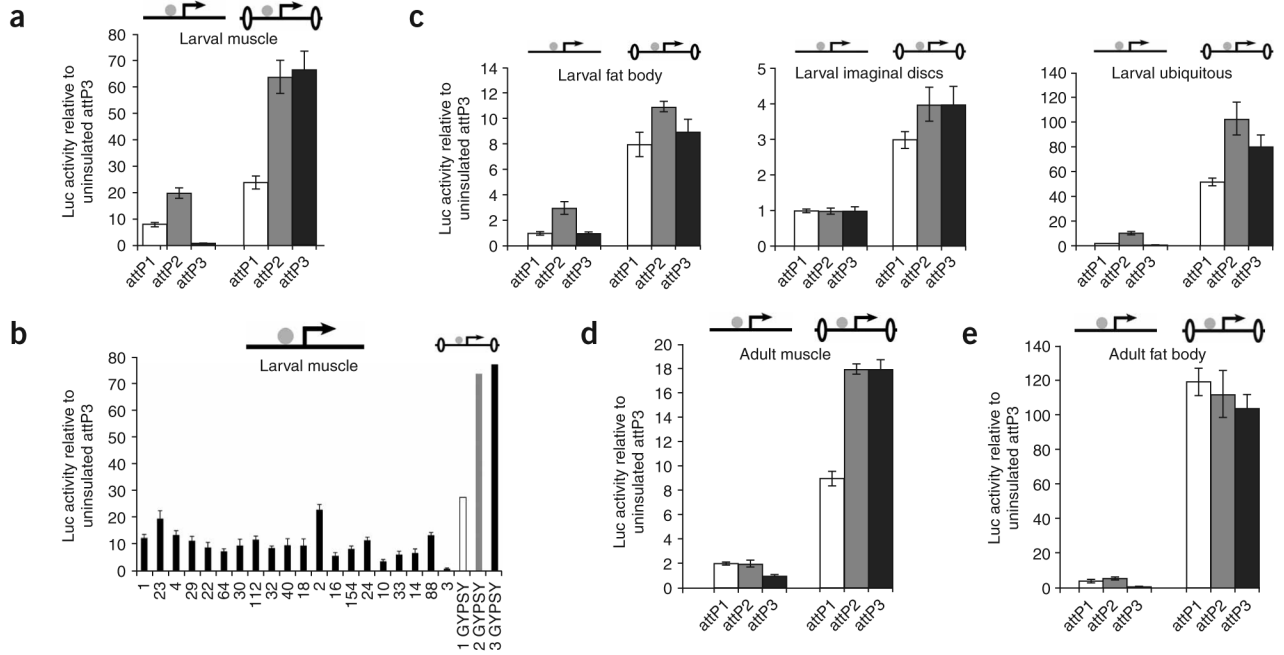 a
Larval muscle
Luc activity relative to
uninsulated attP3
80
70
60
50
40
30
20
10
0
attP1
attP2
attP3
attP1
attP2
attP3
c
Larval fat body
Luc activity relative to
uninsulated attP3
14
12
10
8
6
4
2
0
attP1
attP2
attP3
attP1
attP2
attP3
Larval imaginal discs
5
4
3
2
1
0
attP1
attP2
attP3
attP1
attP2
attP3
Larval ubiquitous
140
120
100
80
60
40
20
0
attP1
attP2
attP3
attP1
attP2
attP3
b
Larval muscle
Luc activity relative to
uninsulated attP3
80
70
60
50
40
30
20
10
0
1
23
4
29
22
64
30
112
32
40
18
2
16
154
24
10
33
14
88
3
1 GYPSY
2 GYPSY
3 GYPSY
d
Adult muscle
Luc activity relative to
uninsulated attP3
20
18
16
14
12
10
8
6
4
2
0
attP1
attP2
attP3
attP1
attP2
attP3
e
Adult fat body
Luc activity relative to
uninsulated attP3
140
120
100
80
60
40
20
0
attP1
attP2
attP3
attP1
attP2
attP3